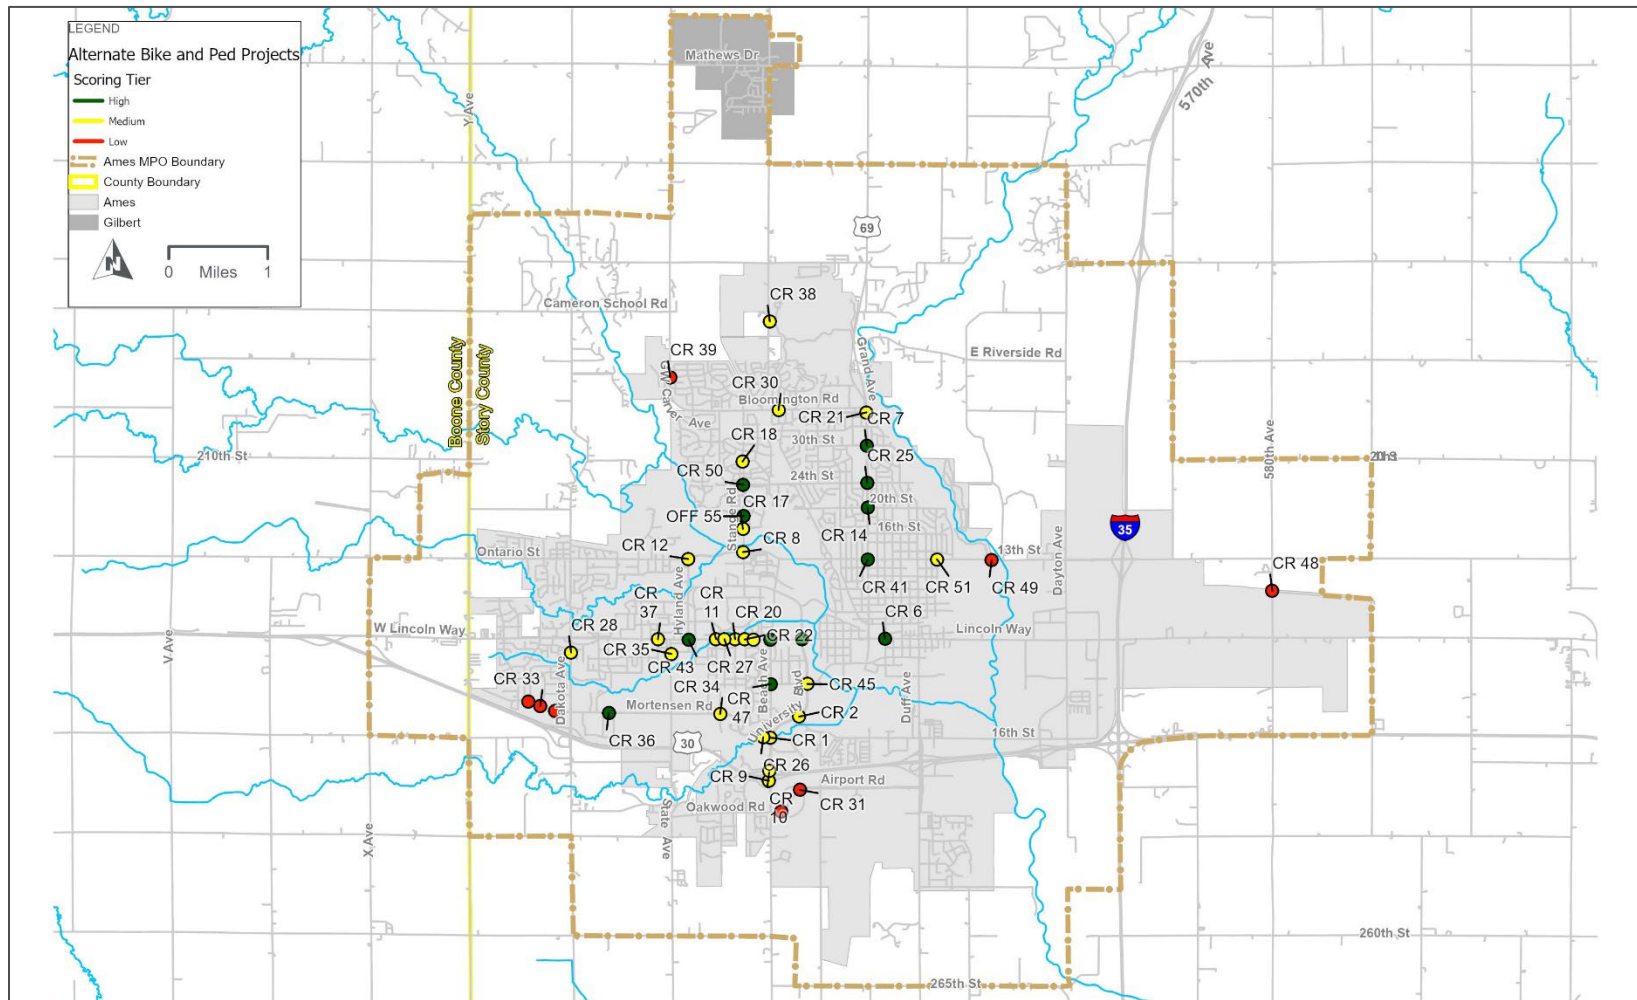 LEGEND
Alternate Bike and Ped Projects
Scoring Tier
High
Medium
Low
Ames MPO Boundary
County Boundary
Ames
Gilbert
N
0 Miles 1
Mathews Dr
Y Ave
570th Ave
69
Cameron School Rd
CR 38
E Riverside Rd
Grand Ave
CR 39
GW Carver Ave
CR 30
Bloomington Rd
Boone County
Story County
CR 21
CR 7
CR 18
30th St
CR 25
210th St
580th Ave
CR 50
24th St
20th St
CR 17
OFF 55
Stange Rd
16th St
35
CR 14
CR 8
Ontario St
CR 12
13th St
Dayton Ave
CR 41
CR 51
CR 49
CR 48
Hyland Ave
CR
37
CR
11
CR 20
CR 6
W Lincoln Way
CR 28
Lincoln Way
CR 22
V Ave
CR 35
CR 43
CR 27
Beach Ave
Dakota Ave
CR 33
CR 34
CR
47
CR 45
Blvd
Duff Ave
Mortensen Rd
University
CR 2
CR 36
30
CR 1
16th St
CR 26
CR 9
Airport Rd
CR
10
CR 31
Oakwood Rd
State Ave
X Ave
260th St
265th St